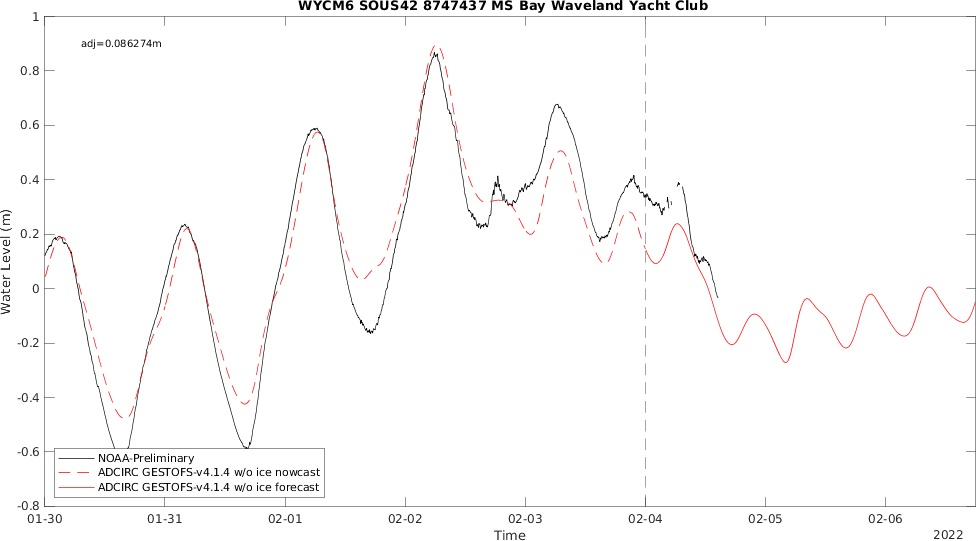 WYCM6 SOUS42 8747437 MS Bay Waveland Yacht Club
adj=0.086274m
1
0.8
0.6
0.4
0.2
0
-0.2
-0.4
-0.6
-0.8
Water Level (m)
NOAA-Preliminary
ADCIRC GESTOFS-v4.1.4 w/o ice nowcast
ADCIRC GESTOFS-v4.1.4 w/o ice forecast
01-30 01-31 02-01 02-02 02-03 02-04 02-05 02-06
Time
2022